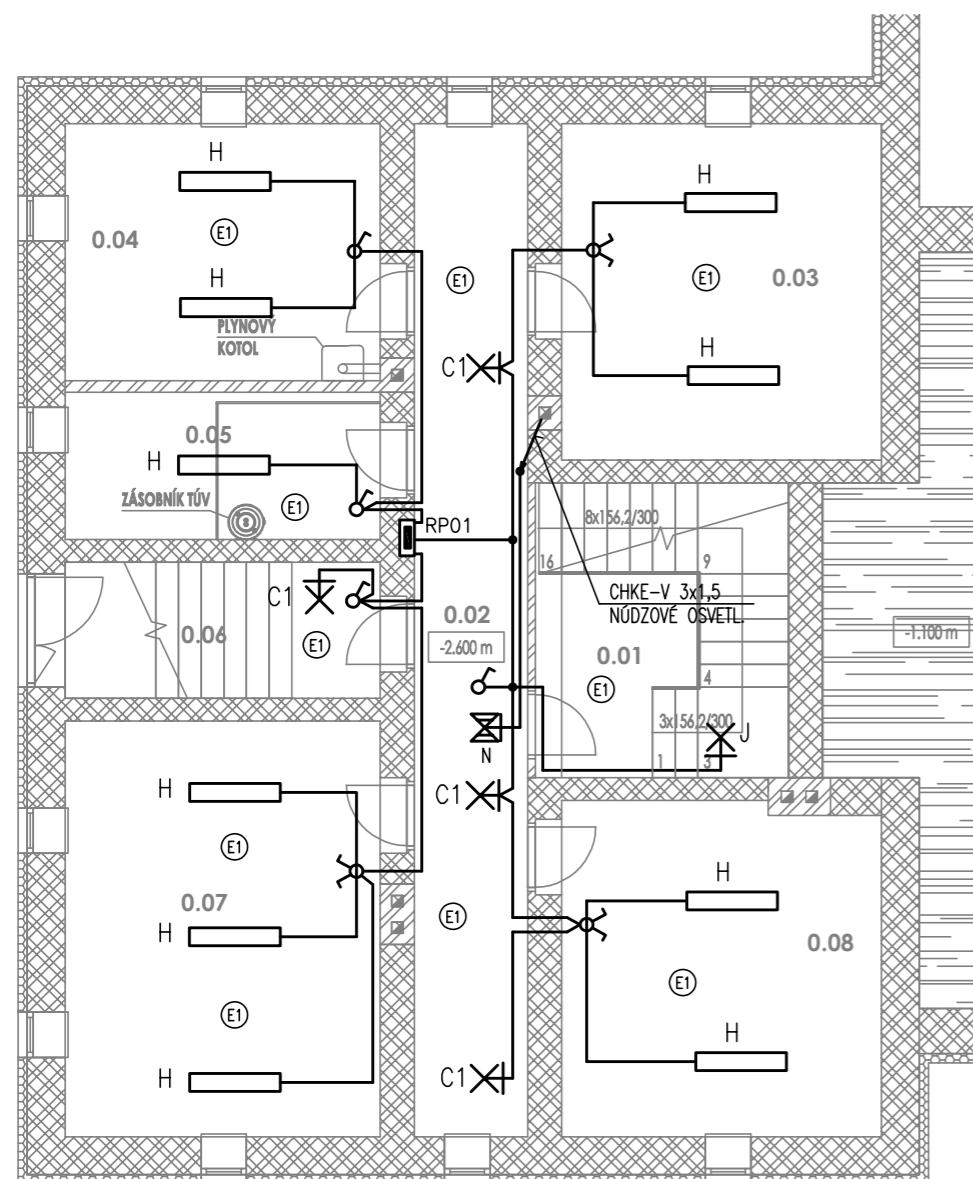 H
H
0.04
E1
E1
E1
0.03
H
PLYNOVÝ
KOTOL
C1
H
0.05
H
ZÁSOBNÍK TÚV
E1
RP01
8x156,2/300
16
9
CHKE-V 3x1,5
NÚDZOVÉ OSVETL.
C1
0.06
E1
0.02
-2.600 m
0.01
-1.100 m
E1
4
3x156,2/300
J
N
1
3
H
C1
E1
0.07
H
E1
H
0.08
E1
E1
H
H
C1